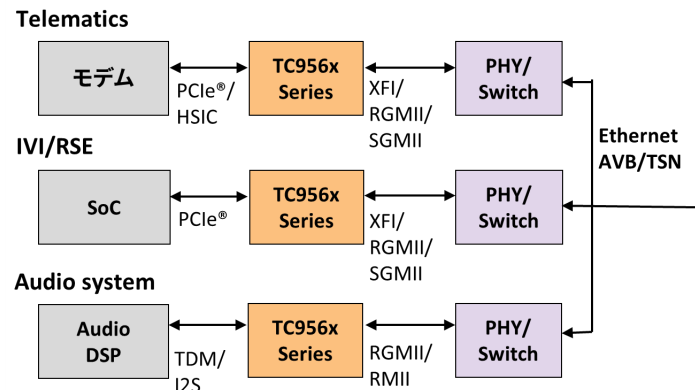 Telematics
モデム
PCIe®/
HSIC
TC956x
Series
XFI/
RGMII/
SGMII
PHY/
Switch
Ethernet
AVB/TSN
IVI/RSE
SoC
PCIe®
TC956x
Series
XFI/
RGMII/
SGMII
PHY/
Switch
Audio system
Audio
DSP
TDM/
I2S
TC956x
Series
RGMII/
RMII
PHY/
Switch